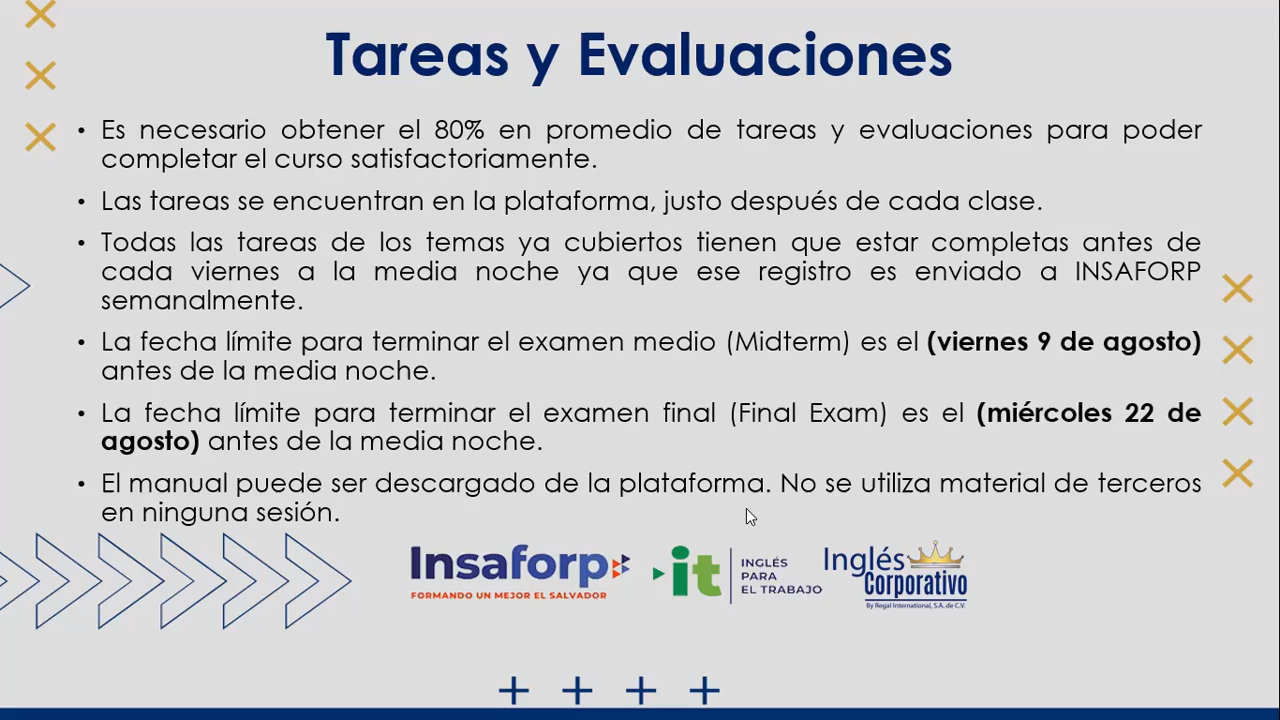 Tareas y Evaluaciones
• Es necesario obtener el 80% en promedio de tareas y evaluaciones para poder
completar el curso satisfactoriamente.
• Las tareas se encuentran en la plataforma, justo después de cada clase.
• Todas las tareas de los temas ya cubiertos tienen que estar completas antes de
cada viernes a la media noche ya que ese registro es enviado a INSAFORP
semanalmente.
• La fecha límite para terminar el examen medio (Midterm) es el (viernes 9 de agosto)
antes de la media noche.
• La fecha límite para terminar el examen final (Final Exam) es el (miércoles 22 de
agosto) antes de la media noche.
• El manual puede ser descargado de la plataforma. No se utiliza material de terceros
en ninguna sesión.
Insaforp
FORMANDO UN MEJOR EL SALVADOR
it
INGLÉS
PARA
EL TRABAJO
Inglés
Corporativo
By Regal International, S.A. de C.V.